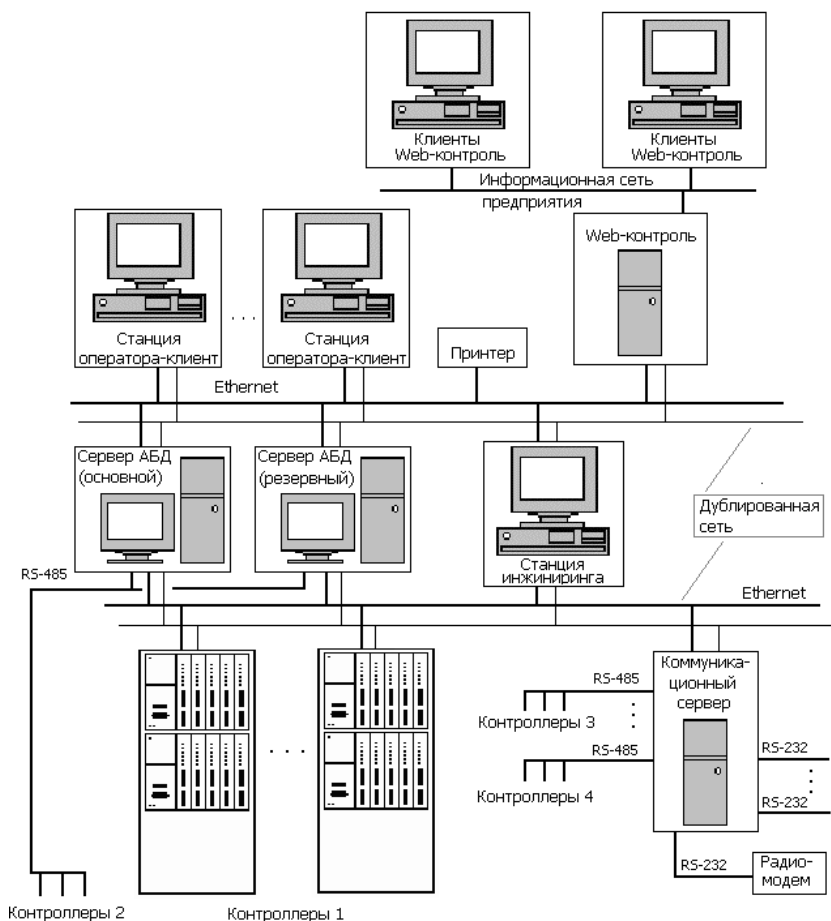 Клиенты
Web-контроль
Клиенты
Web-контроль
Информационная сеть
предприятия
Web-контроль
Станция
оператора-клиент
. . .
Станция
оператора-клиент
Принтер
Ethernet
Сервер АБД
(основной)
Сервер АБД
(резервный)
Дублированная
сеть
Станция
инжиниринга
RS-485
Ethernet
Коммуника-
ционный
сервер
RS-485
Контроллеры 3
RS-485
Контроллеры 4
RS-232
RS-232
RS-232
Радио-
модем
. . .
Контроллеры 2
Контроллеры 1